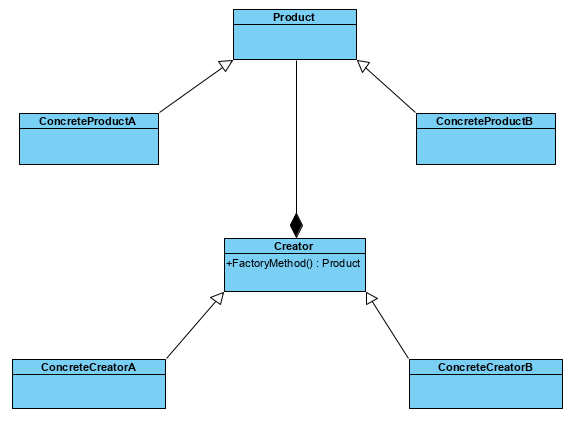 Product
ConcreteProductA
ConcreteProductB
Creator
+FactoryMethod() : Product
ConcreteCreatorA
ConcreteCreatorB